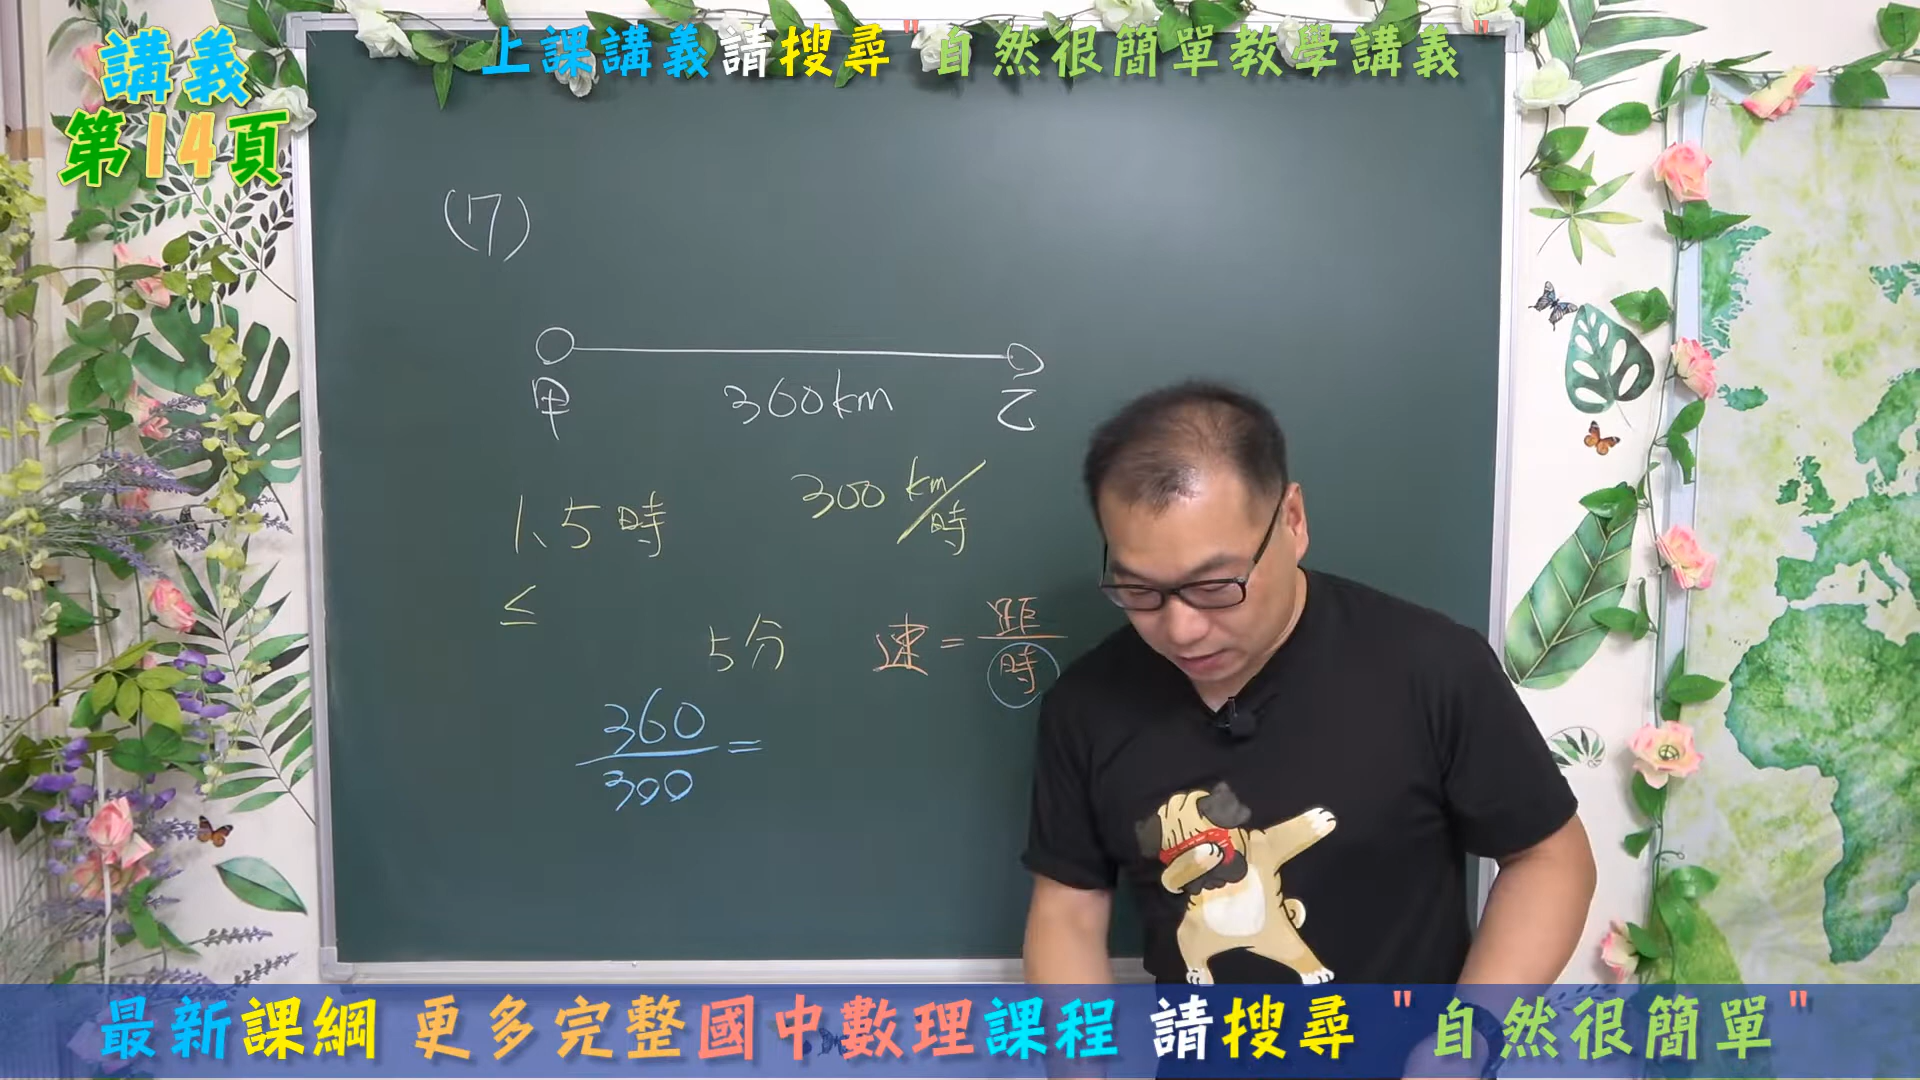 上課講義請搜尋"自然很簡單教學講義"
講義
第14頁
(17)
甲 360km 乙
1.5時 300 km/時
≤
5分 速=距/時
360/300 =
最新課綱 更多完整國中數理課程 請搜尋 "自然很簡單"